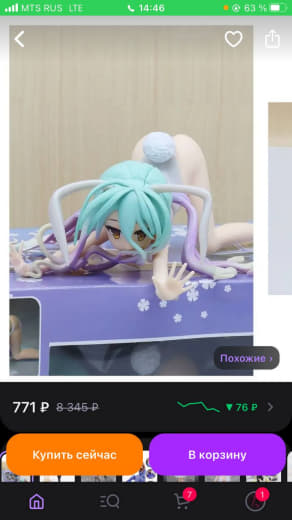 MTS RUS LTE 14:46 63 %
Похожие ›
771 ₽ 8 345 ₽ ▼ 76 ₽
Купить сейчас
В корзину
7
1